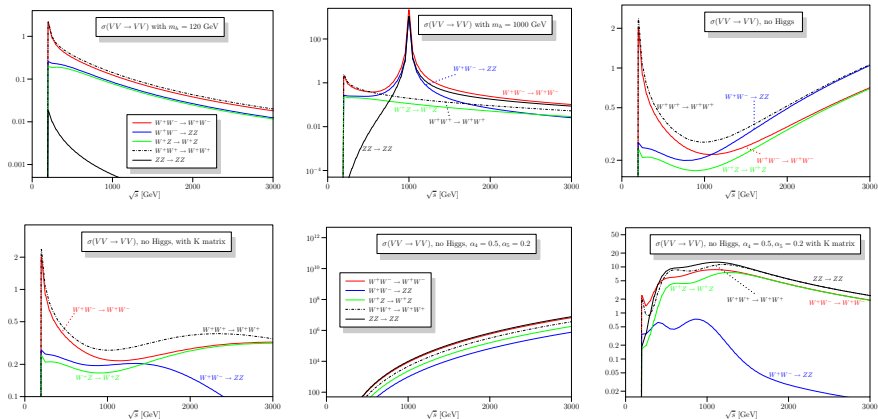 σ(VV → VV) with m_h = 120 GeV
1
0.1
0.01
0.001
W⁺W⁻ → W⁺W⁻
W⁺W⁻ → ZZ
W⁺Z → W⁺Z
W⁺W⁺ → W⁺W⁺
ZZ → ZZ
0 1000 2000 3000
√s [GeV]
σ(VV → VV) with m_h = 1000 GeV
100
1
0.01
W⁺W⁻ → ZZ
W⁺W⁻ → W⁺W⁻
W⁺Z → W⁺Z
W⁺W⁺ → W⁺W⁺
ZZ → ZZ
0 1000 2000 3000
√s [GeV]
σ(VV → VV), no Higgs
2
1
0.5
0.2
W⁺W⁺ → W⁺W⁺
W⁺W⁻ → ZZ
W⁺W⁻ → W⁺W⁻
W⁺Z → W⁺Z
0 1000 2000 3000
√s [GeV]
σ(VV → VV), no Higgs, with K matrix
2
1
0.5
0.2
0.1
W⁺W⁻ → W⁺W⁻
W⁺W⁺ → W⁺W⁺
W⁺Z → W⁺Z
W⁺W⁻ → ZZ
0 1000 2000 3000
√s [GeV]
σ(VV → VV), no Higgs, α₄ = 0.5, α₅ = 0.2
10¹²
10¹⁰
10⁸
10⁶
10⁴
100
W⁺W⁻ → W⁺W⁻
W⁺W⁻ → ZZ
W⁺Z → W⁺Z
W⁺W⁺ → W⁺W⁺
ZZ → ZZ
0 1000 2000 3000
√s [GeV]
σ(VV → VV), no Higgs, α₄ = 0.5, α₅ = 0.2 with K matrix
50
20
10
5
2
1
0.5
0.2
0.1
0.05
0.02
ZZ → ZZ
W⁺Z → W⁺Z
W⁺W⁺ → W⁺W⁺
W⁺W⁻ → ZZ
0 1000 2000 3000
√s [GeV]